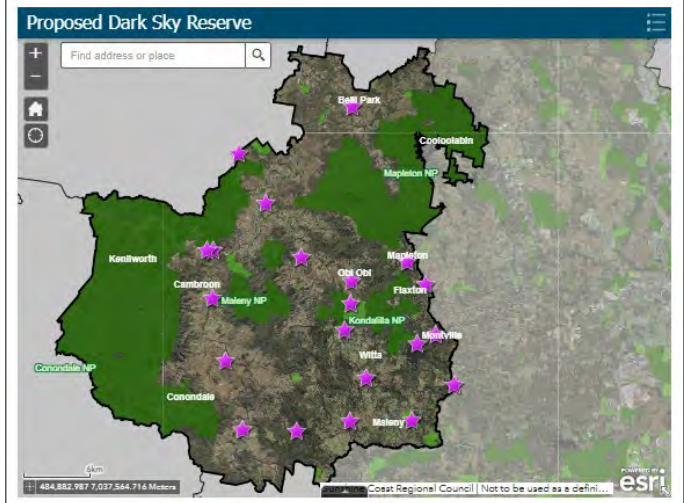 Proposed Dark Sky Reserve
+
Find address or place
−
Belli Park
Cooloolabin
Mapleton NP
Kenilworth
Mapleton
Obi Obi
Cambroon
Flaxton
Maleny NP
Kondalilla NP
Montville
Witta
Conondale NP
Conondale
Maleny
6km
484,882.987 7,037,564.716 Meters
Sunshine Coast Regional Council | Not to be used as a defini...
POWERED BY
esri